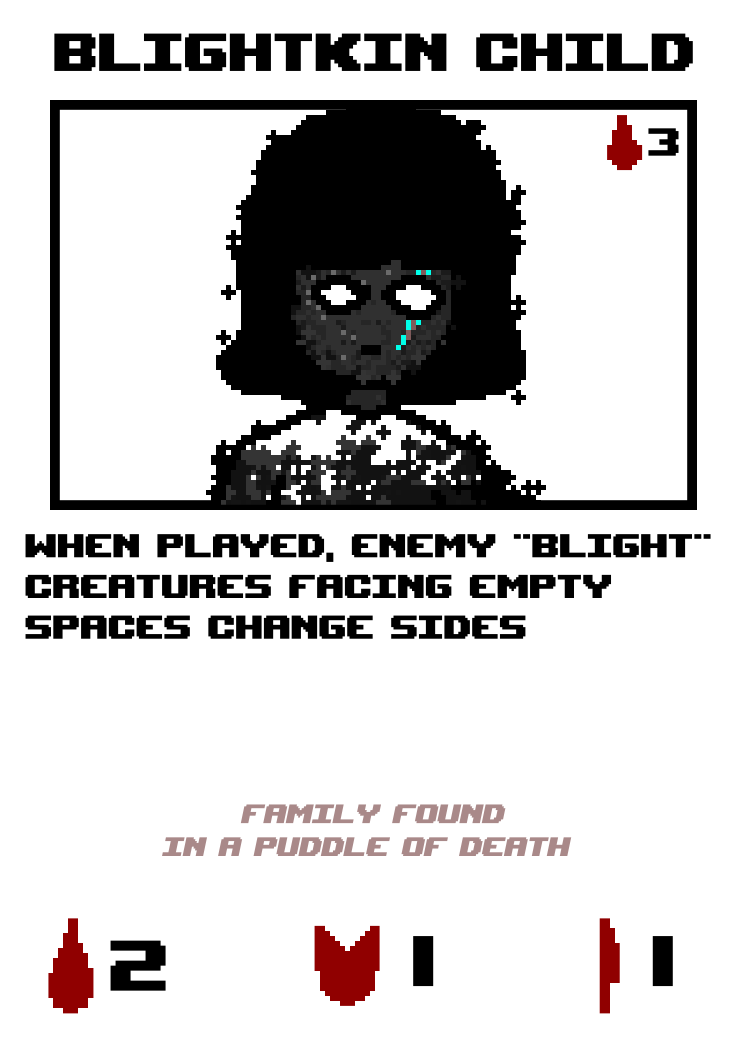 BLIGHTKIN CHILD
3
WHEN PLAYED, ENEMY "BLIGHT"
CREATURES FACING EMPTY
SPACES CHANGE SIDES
FAMILY FOUND
IN A PUDDLE OF DEATH
2 1 1